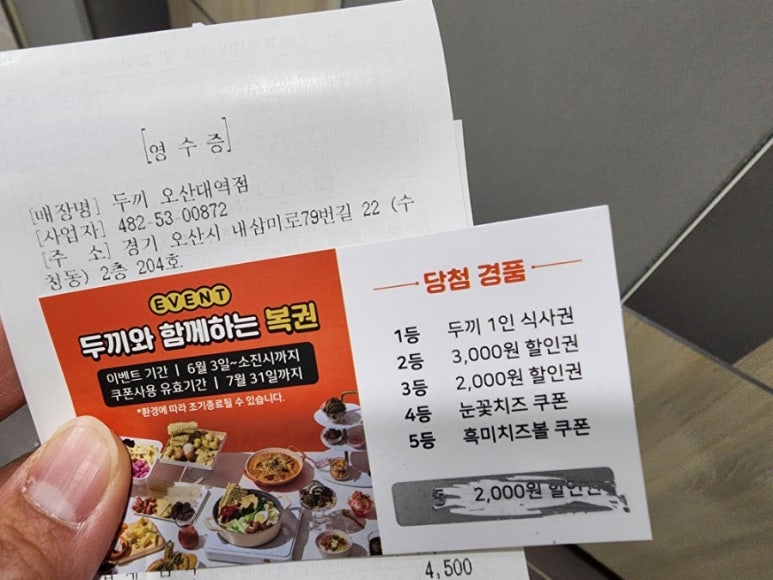 [영 수 증]
[매장명] 두끼 오산대역점
[사업자] 482-53-00872
[주 소] 경기 오산시 내삼미로79번길 22 (수
청동) 2층 204호
EVENT
두끼와 함께하는 복권
이벤트 기간 | 6월 3일~소진시까지
쿠폰사용 유효기간 | 7월 31일까지
*환경에 따라 조기종료될 수 있습니다.
당첨 경품
1등 두끼 1인 식사권
2등 3,000원 할인권
3등 2,000원 할인권
4등 눈꽃치즈 쿠폰
5등 흑미치즈볼 쿠폰
2,000원 할인권
4,500